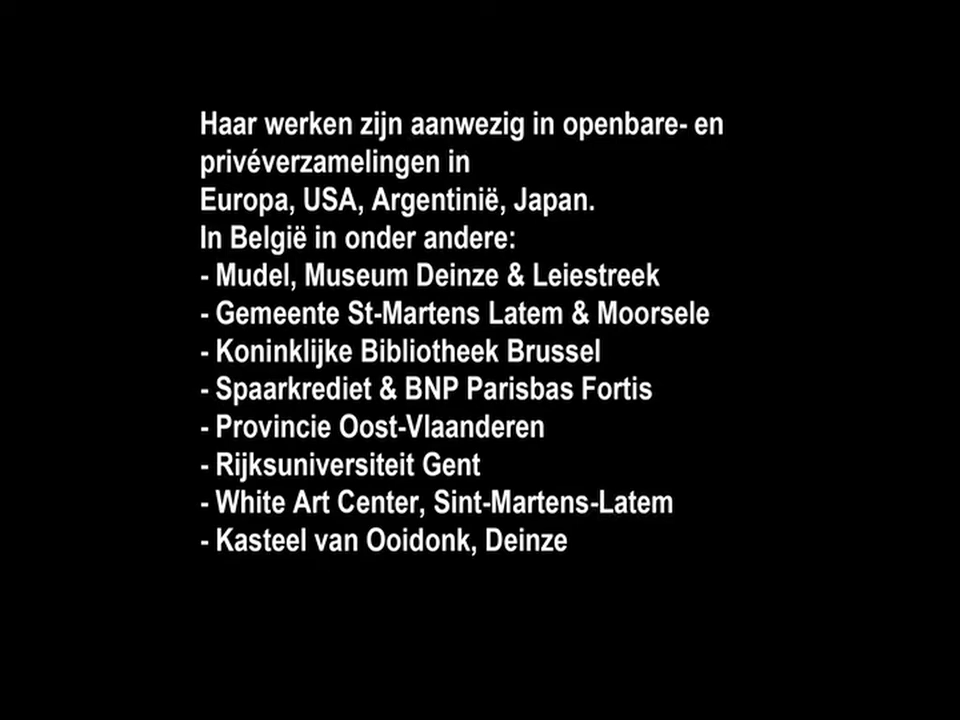 Haar werken zijn aanwezig in openbare- en
privéverzamelingen in
Europa, USA, Argentinië, Japan.
In België in onder andere:
- Mudel, Museum Deinze & Leiestreek
- Gemeente St-Martens Latem & Moorsele
- Koninklijke Bibliotheek Brussel
- Spaarkrediet & BNP Parisbas Fortis
- Provincie Oost-Vlaanderen
- Rijksuniversiteit Gent
- White Art Center, Sint-Martens-Latem
- Kasteel van Ooidonk, Deinze